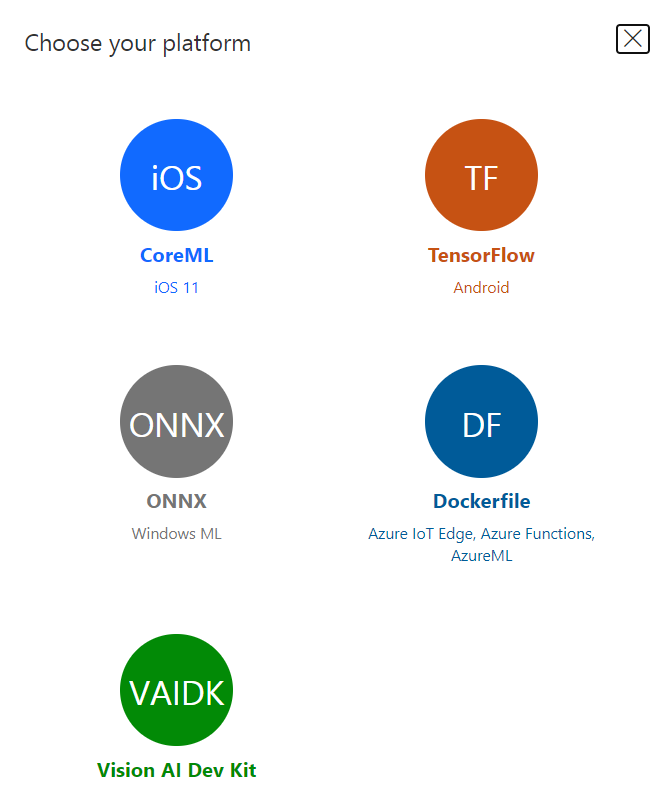 Choose your platform
iOS
CoreML
iOS 11
TF
TensorFlow
Android
ONNX
ONNX
Windows ML
DF
Dockerfile
Azure IoT Edge, Azure Functions,
AzureML
VAIDK
Vision AI Dev Kit